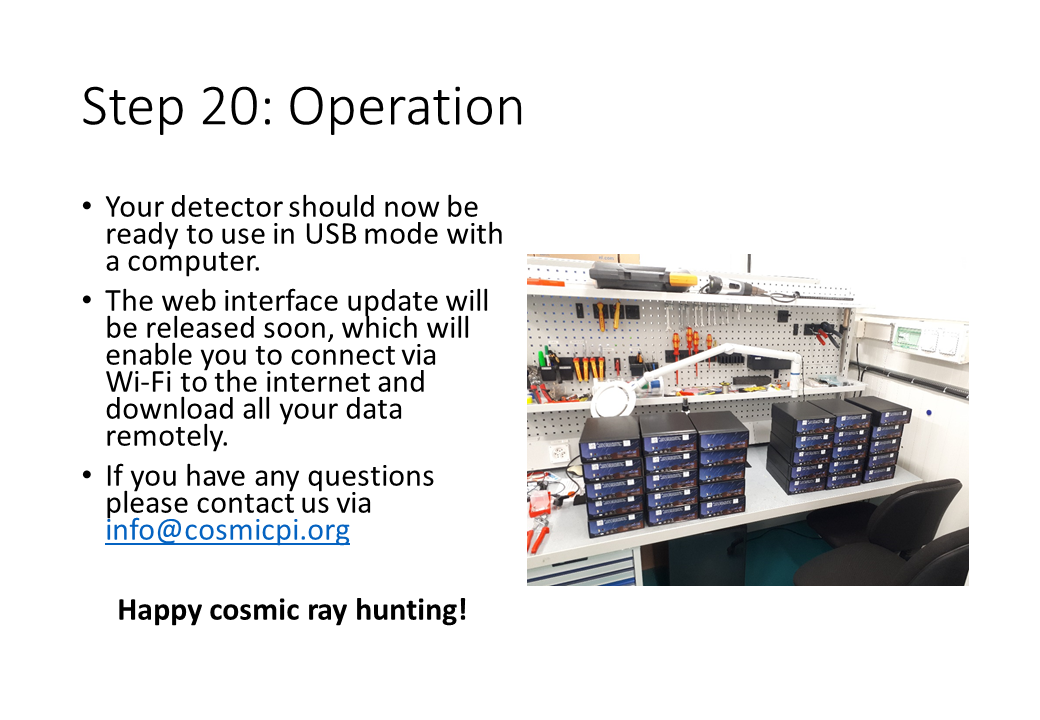 Step 20: Operation
• Your detector should now be
ready to use in USB mode with
a computer.
• The web interface update will
be released soon, which will
enable you to connect via
Wi-Fi to the internet and
download all your data
remotely.
• If you have any questions
please contact us via
info@cosmicpi.org
Happy cosmic ray hunting!